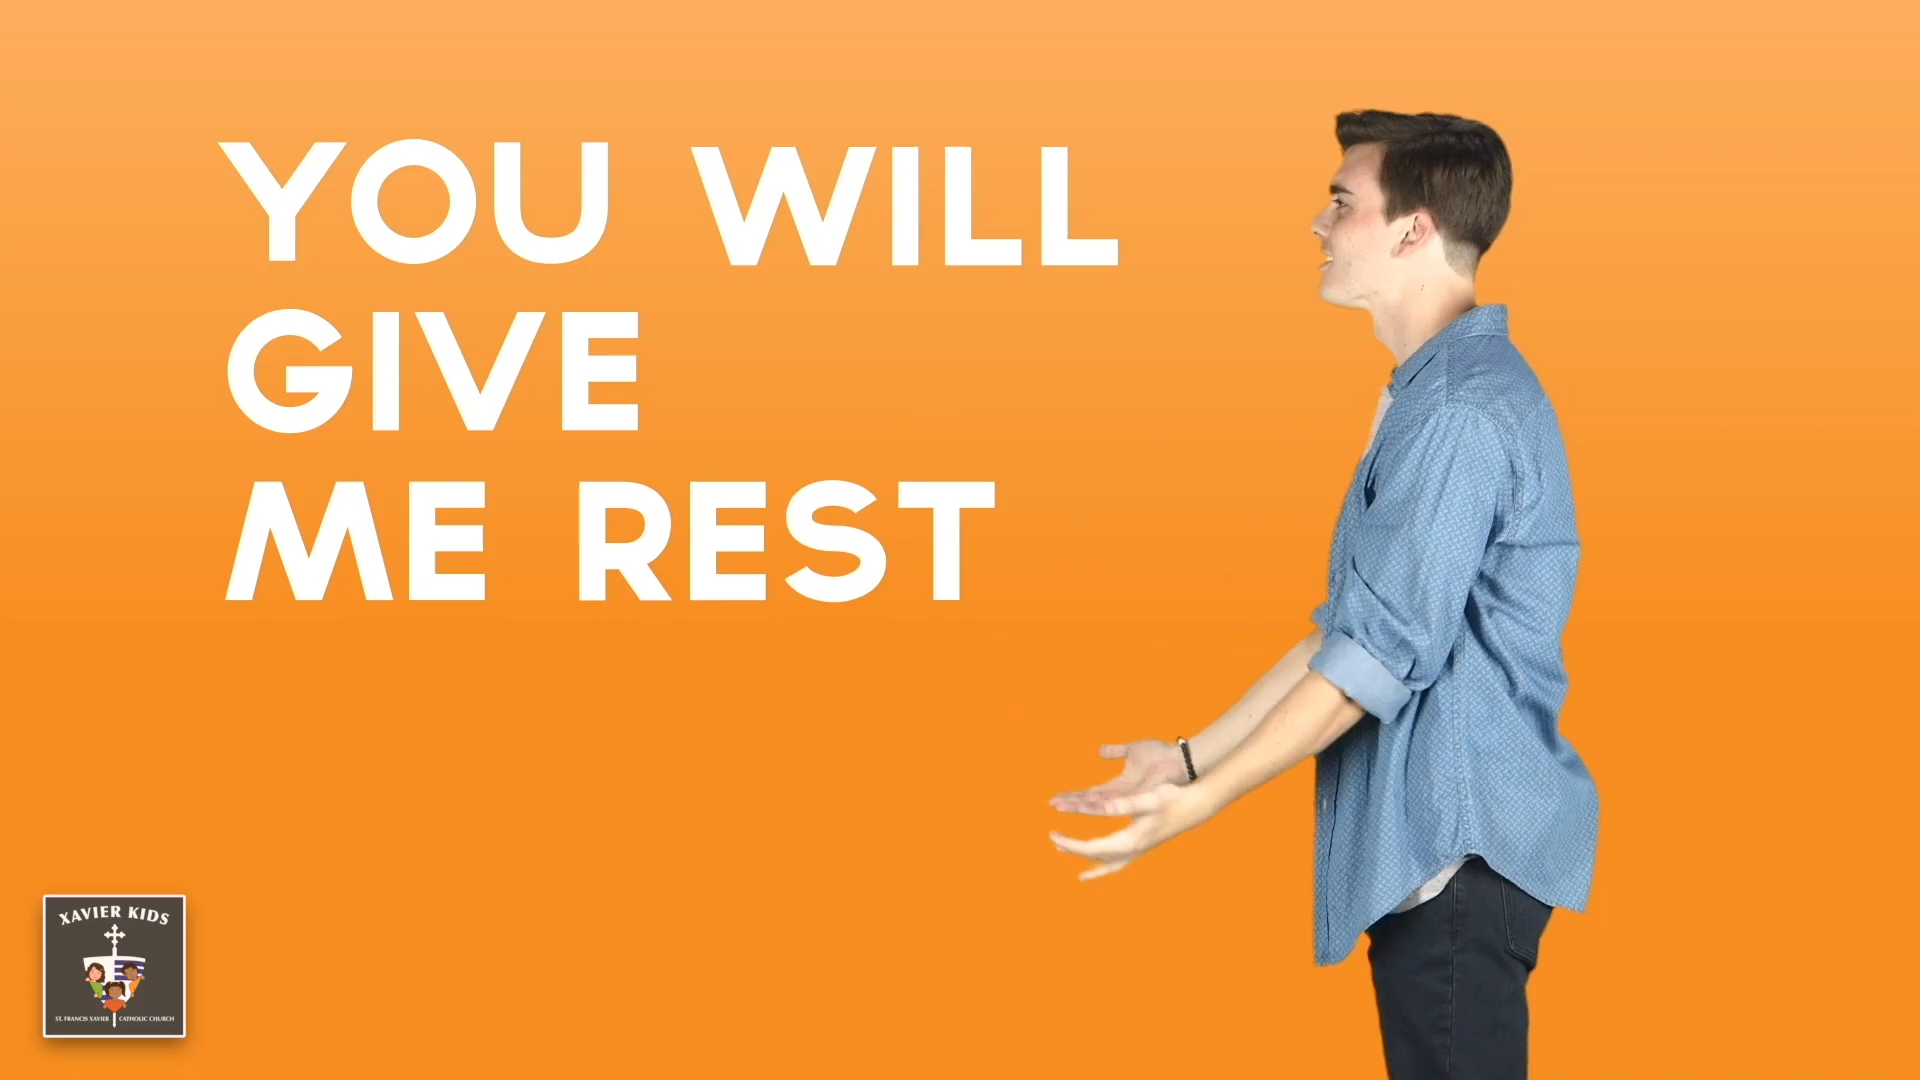 YOU WILL
GIVE
ME REST
XAVIER KIDS
ST. FRANCIS XAVIER CATHOLIC CHURCH